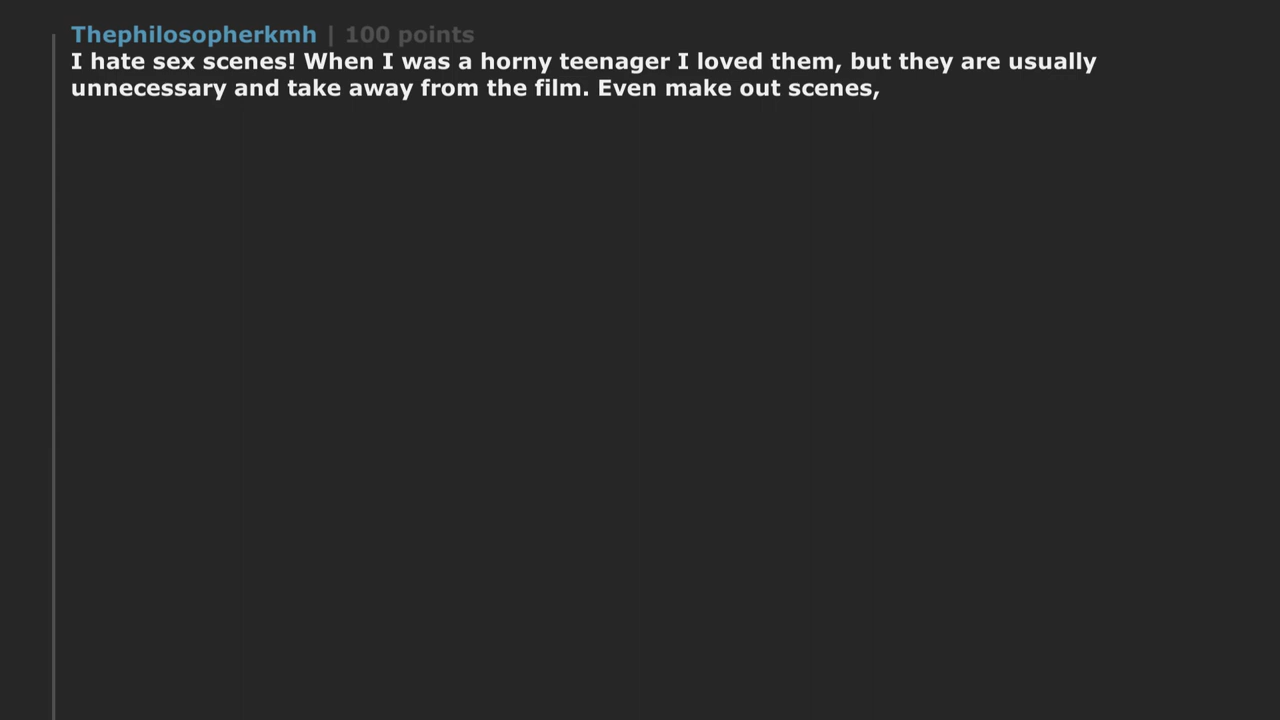 Thephilosopherkmh | 100 points
I hate sex scenes! When I was a horny teenager I loved them, but they are usually
unnecessary and take away from the film. Even make out scenes,